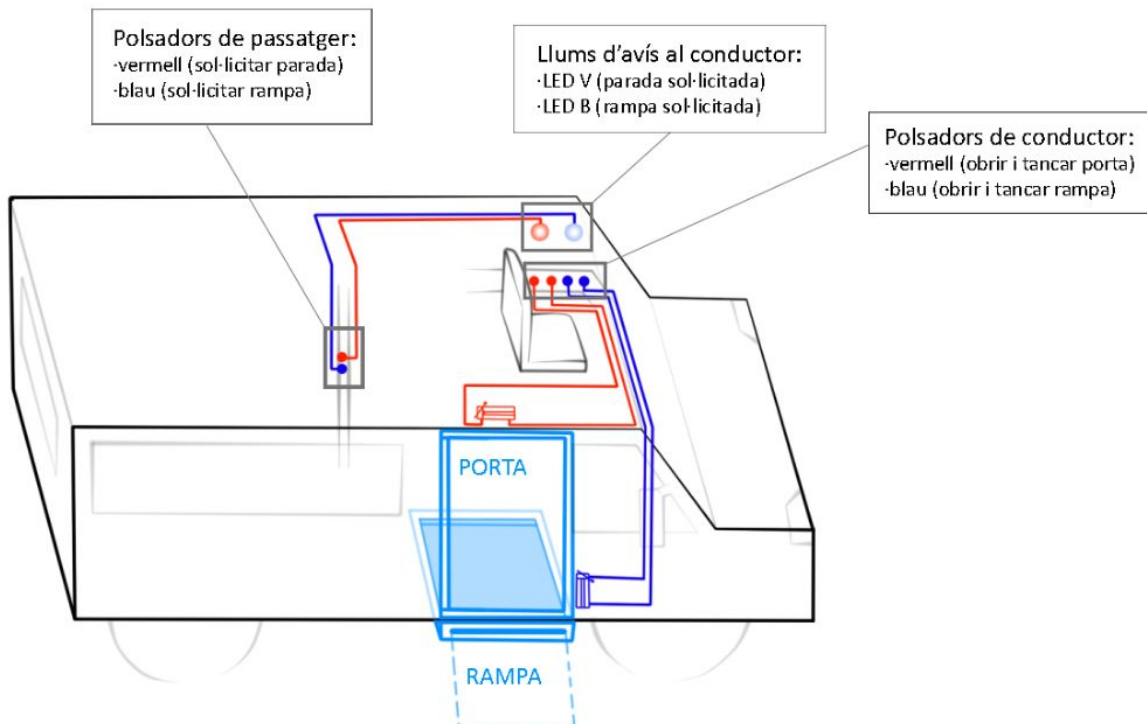 Polsadors de passatger:
·vermell (sol·licitar parada)
·blau (sol·licitar rampa)
Llums d'avís al conductor:
·LED V (parada sol·licitada)
·LED B (rampa sol·licitada)
Polsadors de conductor:
·vermell (obrir i tancar porta)
·blau (obrir i tancar rampa)
PORTA
RAMPA